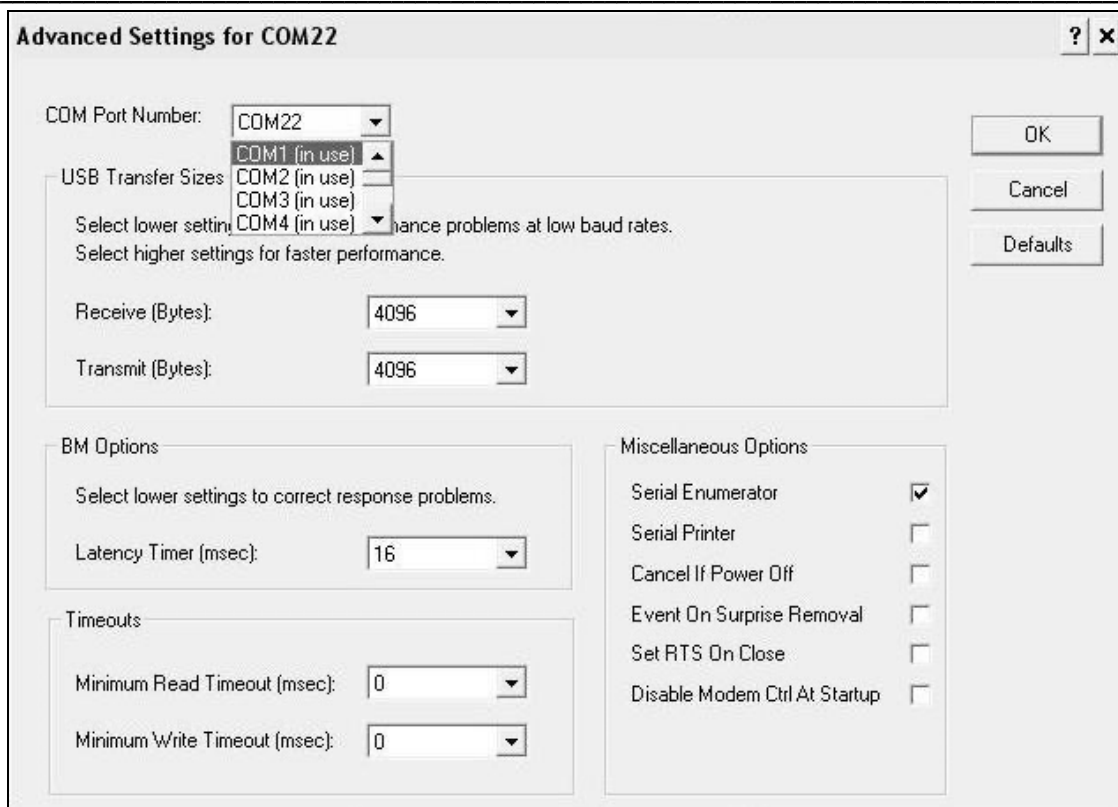 Advanced Settings for COM22
? x
COM Port Number:
COM22
COM1 (in use)
COM2 (in use)
COM3 (in use)
COM4 (in use)
OK
Cancel
Defaults
USB Transfer Sizes
Select lower settin
mance problems at low baud rates.
Select higher settings for faster performance.
Receive (Bytes):
4096
Transmit (Bytes):
4096
BM Options
Select lower settings to correct response problems.
Latency Timer (msec):
16
Timeouts
Minimum Read Timeout (msec):
0
Minimum Write Timeout (msec):
0
Miscellaneous Options
Serial Enumerator
Serial Printer
Cancel If Power Off
Event On Surprise Removal
Set RTS On Close
Disable Modem Ctrl At Startup